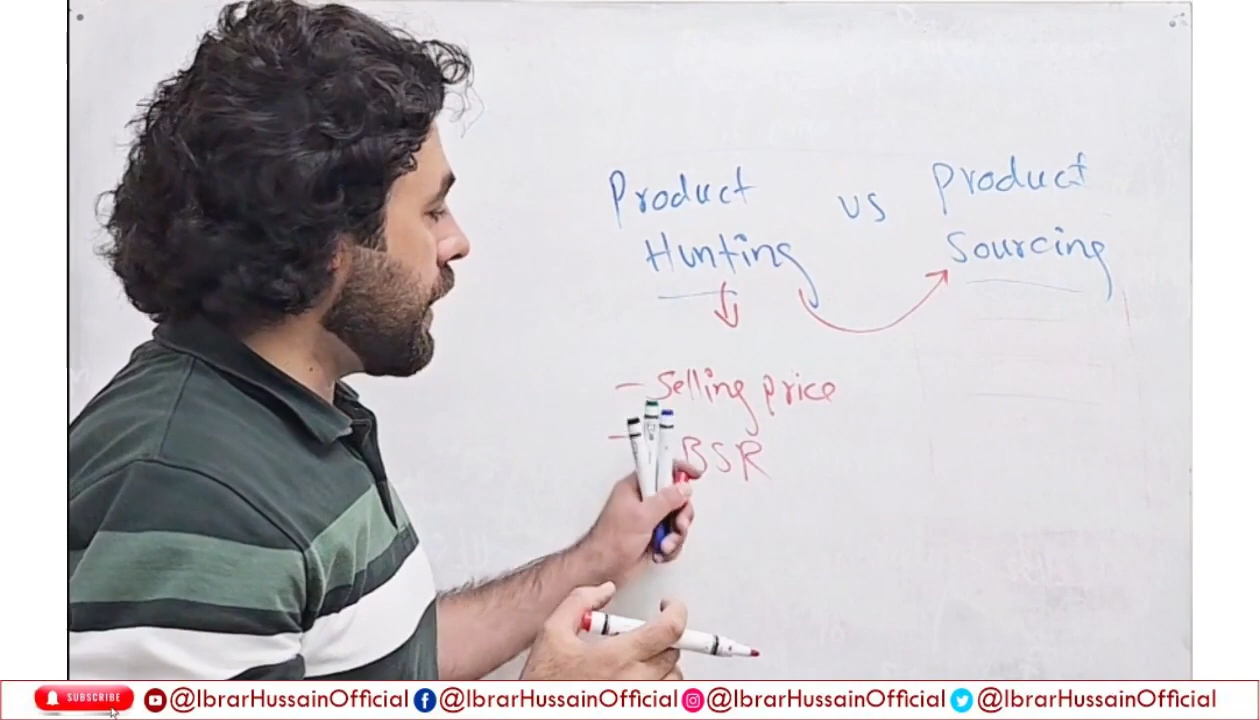 Product vs Product
Hunting Sourcing
- Selling price
- BSR
SUBSCRIBE @IbrarHussainOfficial @IbrarHussainOfficial @IbrarHussainOfficial @IbrarHussainOfficial